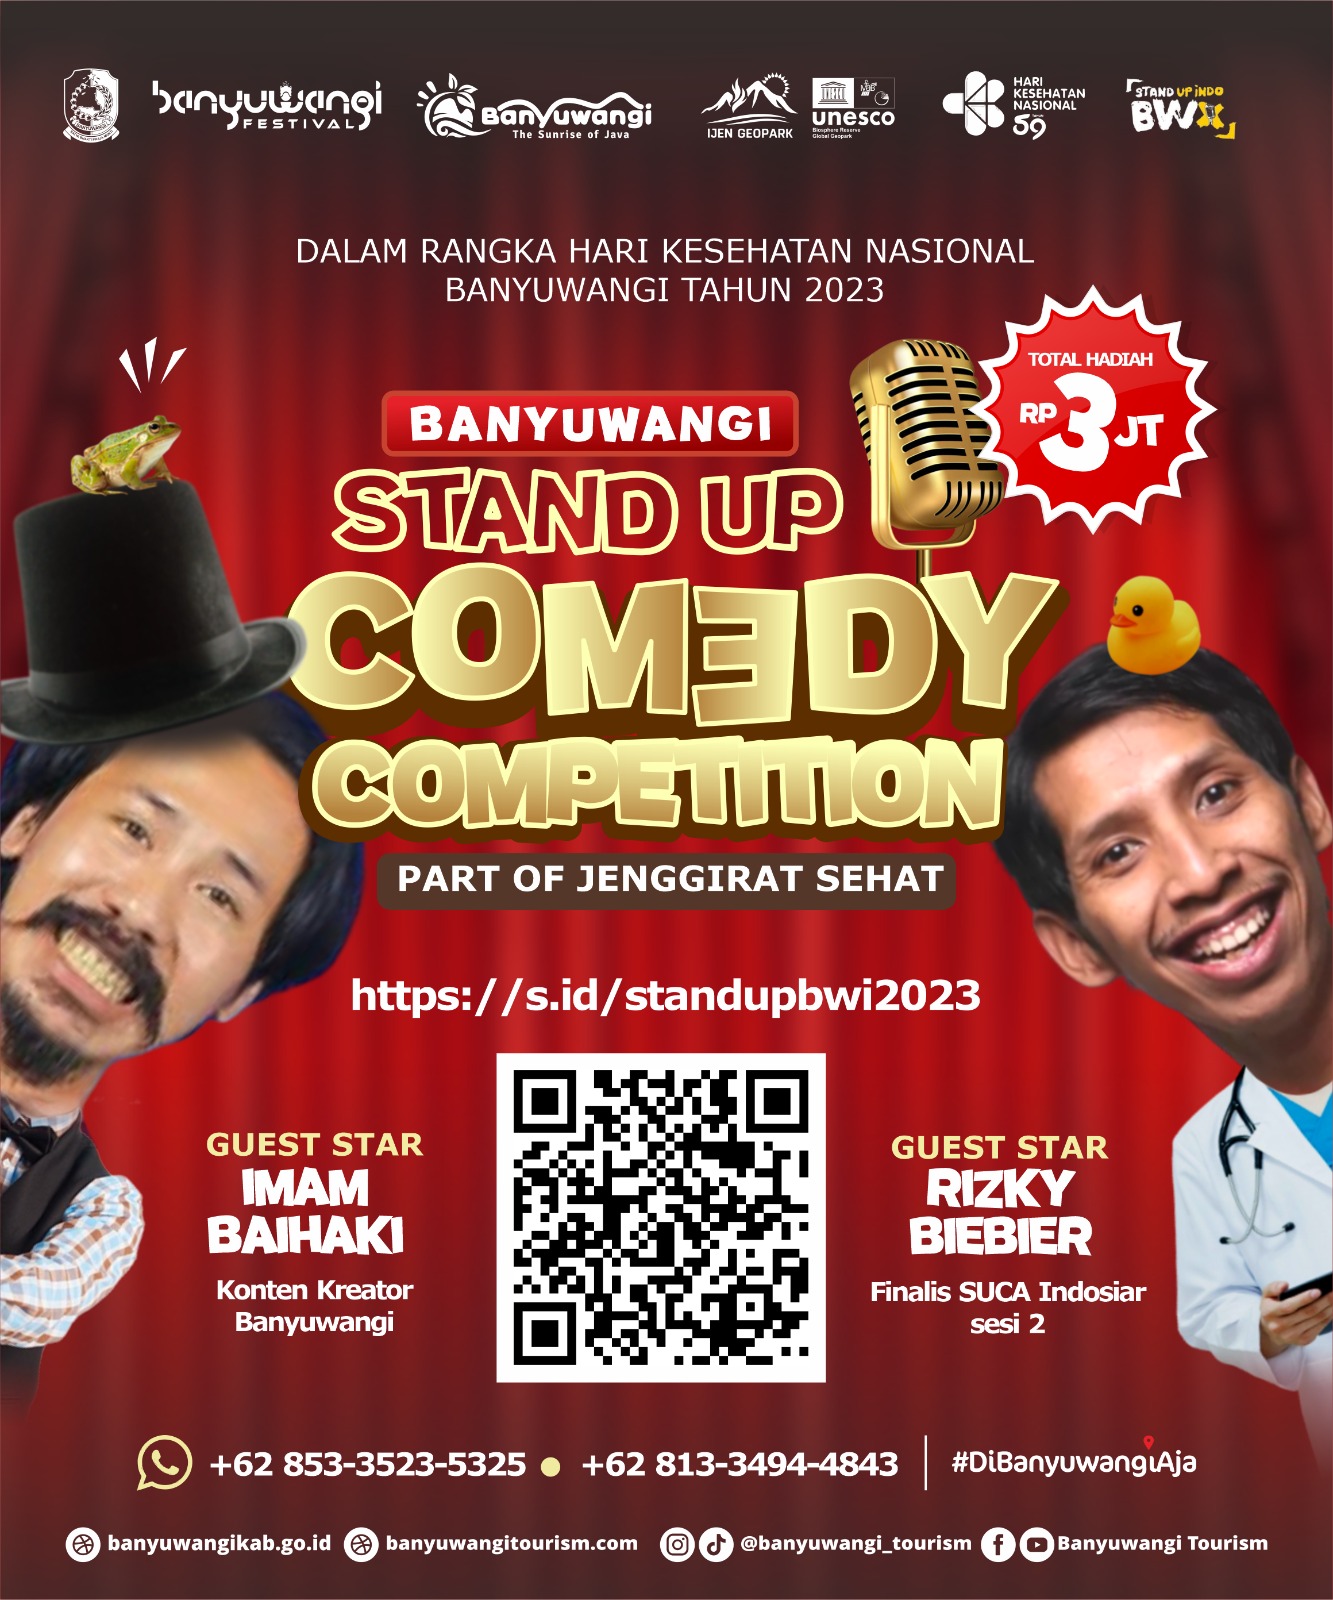 banyuwangi
FESTIVAL
Banyuwangi
The Sunrise of Java
IJEN GEOPARK
unesco
Biosphere Reserve
Global Geopark
HARI
KESEHATAN
NASIONAL
59
STAND UP INDO
BWX
DALAM RANGKA HARI KESEHATAN NASIONAL
BANYUWANGI TAHUN 2023
TOTAL HADIAH
RP 3 JT
BANYUWANGI
STAND UP
COMEDY
COMPETITION
PART OF JENGGIRAT SEHAT
https://s.id/standupbwi2023
GUEST STAR
IMAM
BAIHAKI
Konten Kreator
Banyuwangi
GUEST STAR
RIZKY
BIEBIER
Finalis SUCA Indosiar
sesi 2
+62 853-3523-5325 ● +62 813-3494-4843
#DiBanyuwangiAja
banyuwangikab.go.id banyuwangitourism.com @banyuwangi_tourism Banyuwangi Tourism